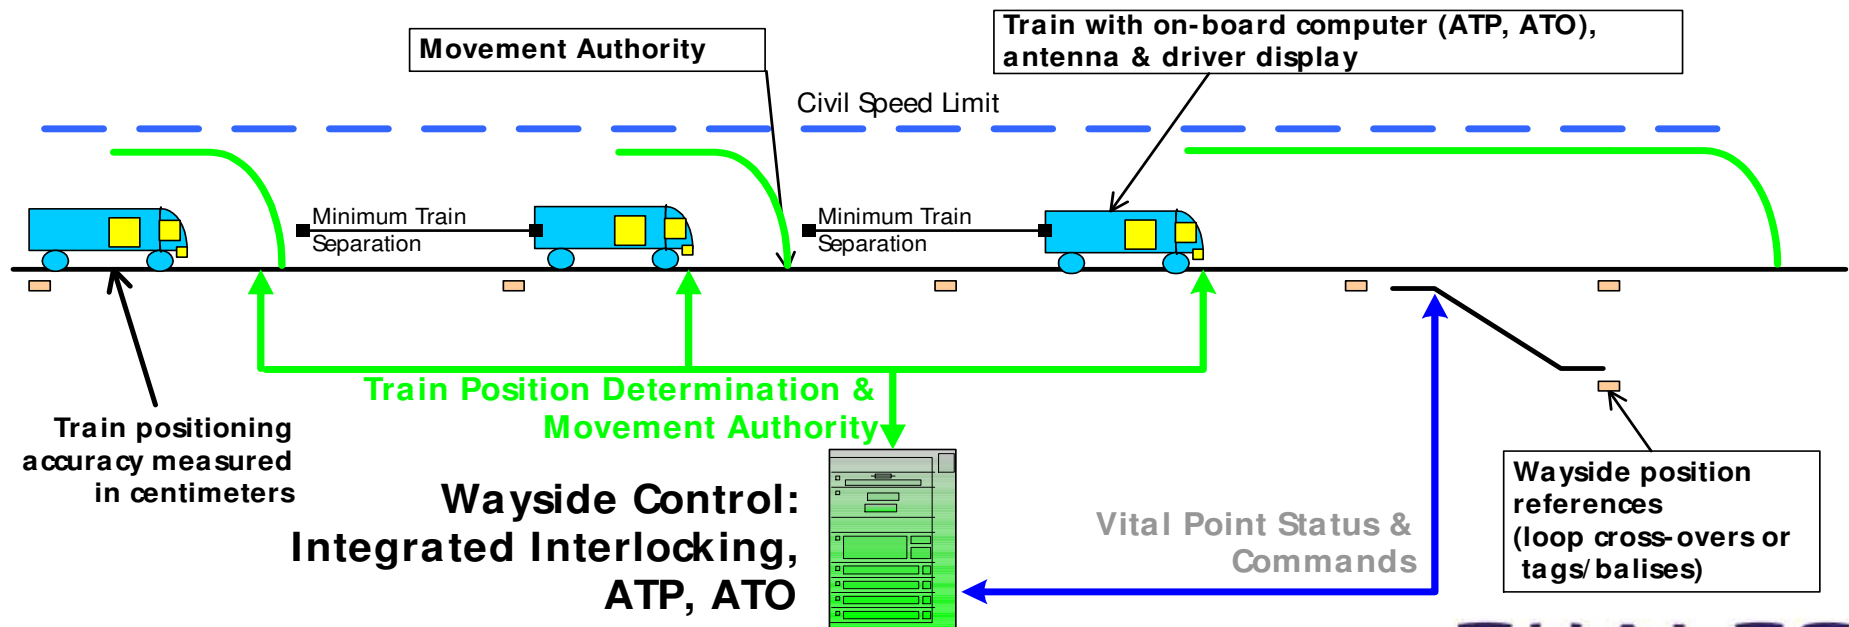 Movement Authority
Train with on-board computer (ATP, ATO),
antenna & driver display
Civil Speed Limit
Minimum Train
Separation
Minimum Train
Separation
Train Position Determination &
Movement Authority
Train positioning
accuracy measured
in centimeters
Wayside Control:
Integrated Interlocking,
ATP, ATO
Vital Point Status &
Commands
Wayside position
references
(loop cross-overs or
tags/balises)